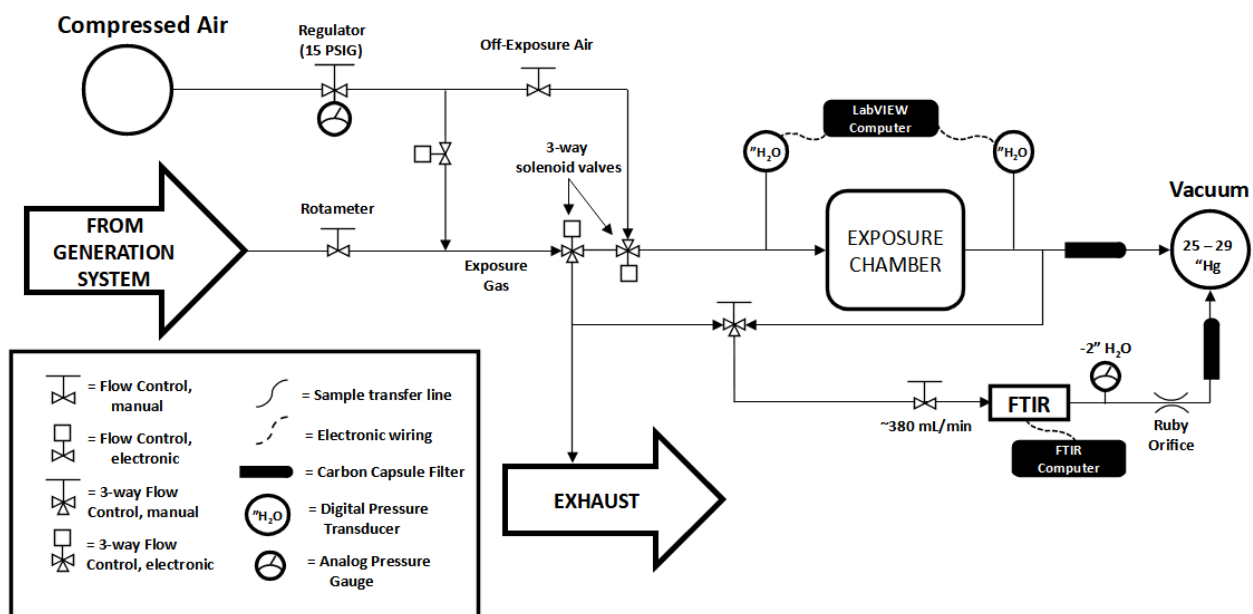 Compressed Air
Regulator
(15 PSIG)
Off-Exposure Air
LabVIEW
Computer
"H2O
"H2O
3-way
solenoid valves
Vacuum
25 – 29
"Hg
FROM
GENERATION
SYSTEM
Rotameter
Exposure
Gas
EXPOSURE
CHAMBER
-2" H2O
~380 mL/min
FTIR
Ruby
Orifice
FTIR
Computer
EXHAUST
= Flow Control,
manual
= Flow Control,
electronic
= 3-way Flow
Control, manual
= 3-way Flow
Control, electronic
= Sample transfer line
= Electronic wiring
= Carbon Capsule Filter
"H2O
= Digital Pressure
Transducer
= Analog Pressure
Gauge